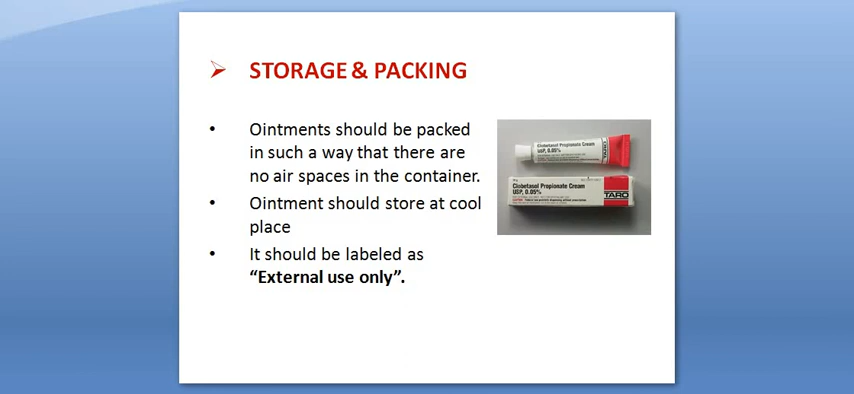 STORAGE & PACKING
Ointments should be packed
in such a way that there are
no air spaces in the container.
Ointment should store at cool
place
It should be labeled as
“External use only”.
Clobetasol Propionate Cream
USP, 0.05%
TARO
Clobetasol Propionate Cream
USP, 0.05%
TARO